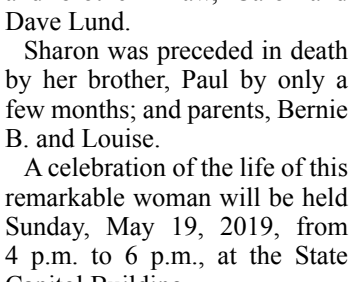 Dave Lund.
Sharon was preceded in death
by her brother, Paul by only a
few months; and parents, Bernie
B. and Louise.
A celebration of the life of this
remarkable woman will be held
Sunday, May 19, 2019, from
4 p.m. to 6 p.m., at the State
Capitol Building